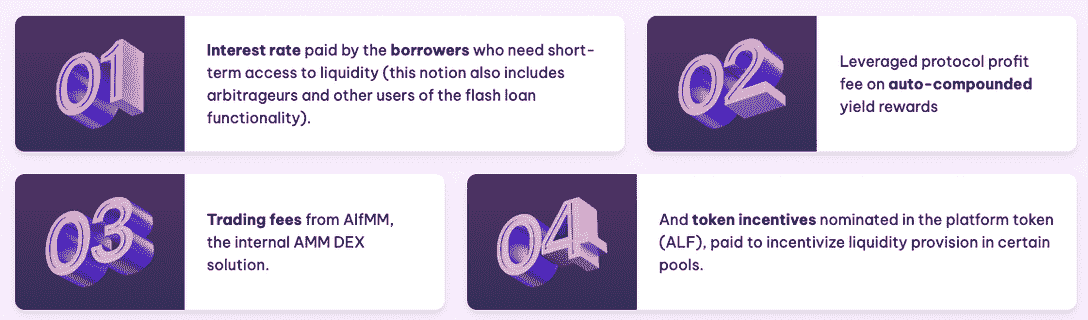 01
Interest rate paid by the borrowers who need short-
term access to liquidity (this notion also includes
arbitrageurs and other users of the flash loan
functionality).
02
Leveraged protocol profit
fee on auto-compounded
yield rewards
03
Trading fees from AlfMM,
the internal AMM DEX
solution.
04
And token incentives nominated in the platform token
(ALF), paid to incentivize liquidity provision in certain
pools.